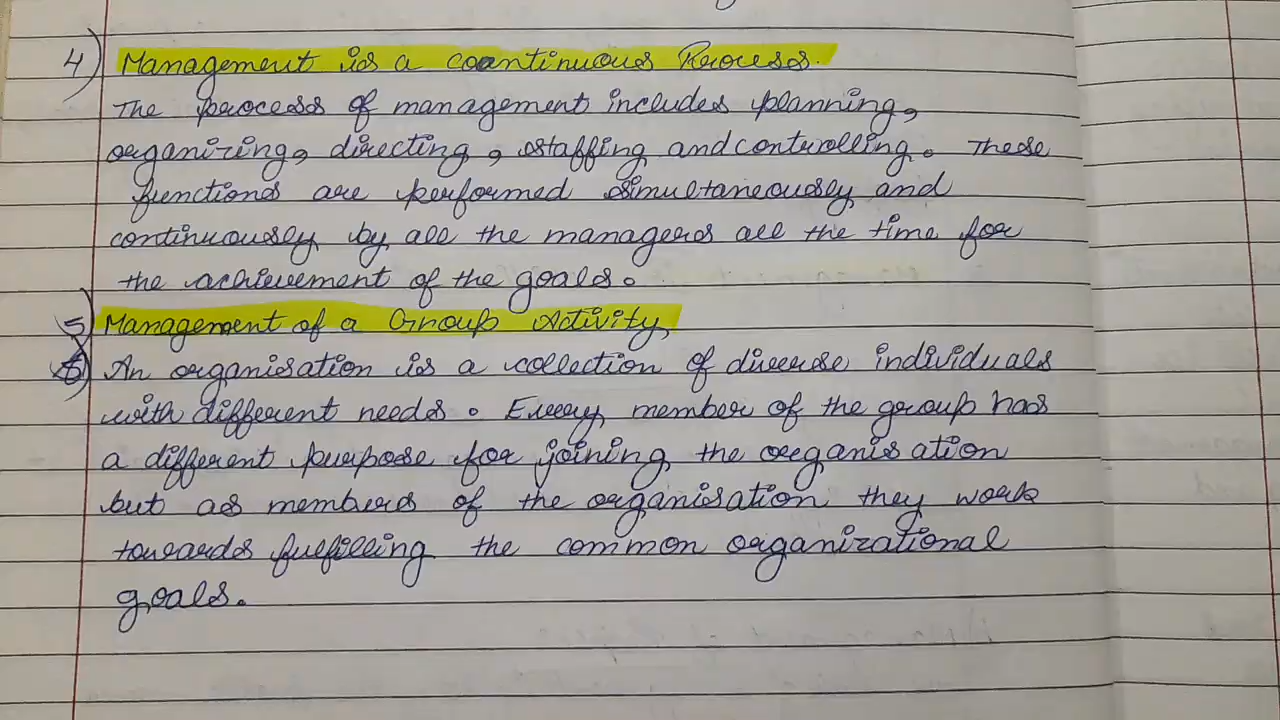 4) Management is a coontinuous Process.
The process of management includes planning,
organizing, directing, staffing and controlling. These
functions are performed simultaneously and
continuously by all the managers all the time for
the achievement of the goals.
5) Management of a Group Activity,
6) An organisation is a collection of diverse individuals
with different needs. Every member of the group has
a different purpose for joining the organisation
but as members of the organisation they work
towards fulfilling the common organizational
goals.